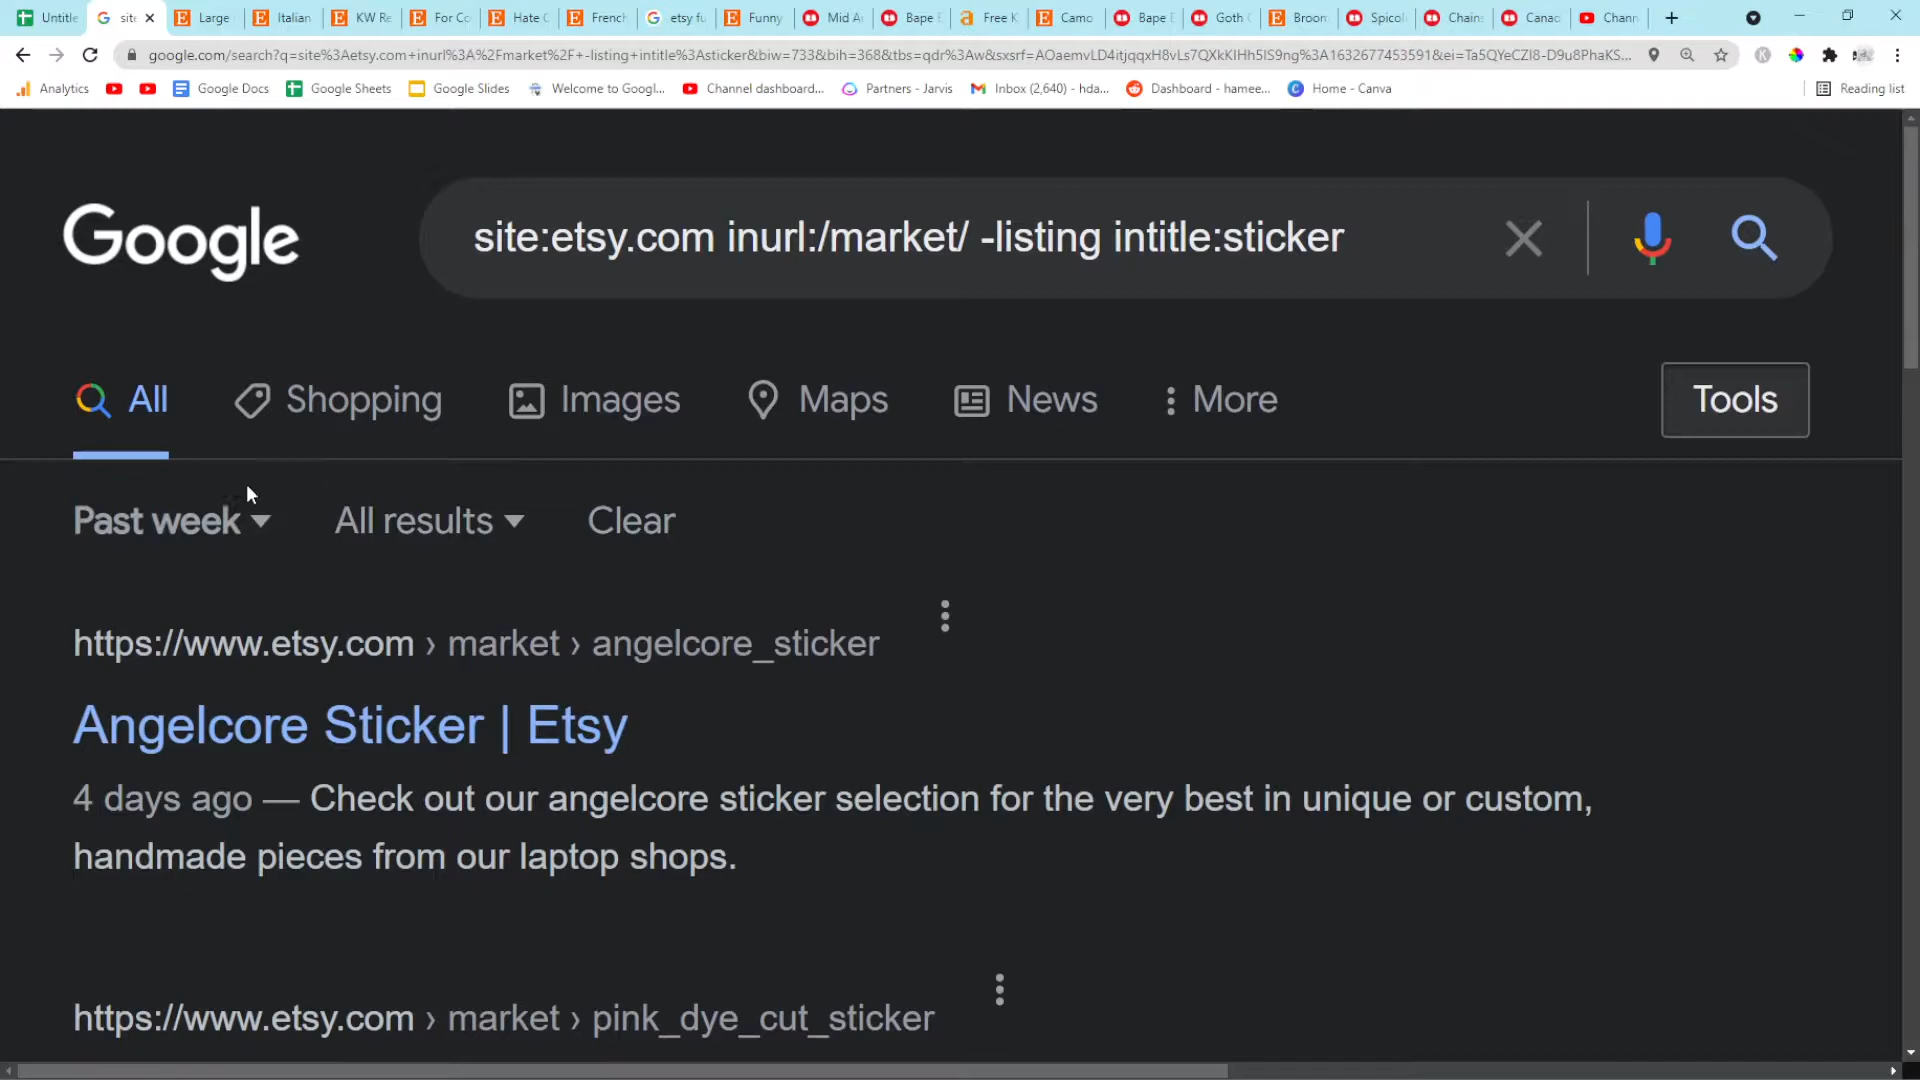 Untitle
site
Large
Italian
KW Re
For Co
Hate C
French
etsy fu
Funny
Mid Au
Bape E
Free K
Camo
Bape E
Goth
Broom
Spicol
Chain
Canad
Chann
google.com/search?q=site%3Aetsy.com+inurl%3A%2Fmarket%2F+-listing+intitle%3Asticker&biw=733&bih=368&tbs=qdr%3Aw&sxsrf=AOaemvLD4itjqqxH8vLs7QXkKIHh5IS9ng%3A1632677453591&ei=Ta5QYeCZI8-D9u8PhaKS...
Analytics
Google Docs
Google Sheets
Google Slides
Welcome to Googl...
Channel dashboard...
Partners - Jarvis
Inbox (2,640) - hda...
Dashboard - hamee...
Home - Canva
Reading list
Google
site:etsy.com inurl:/market/ -listing intitle:sticker
All
Shopping
Images
Maps
News
More
Tools
Past week
All results
Clear
https://www.etsy.com › market › angelcore_sticker
Angelcore Sticker | Etsy
4 days ago — Check out our angelcore sticker selection for the very best in unique or custom,
handmade pieces from our laptop shops.
https://www.etsy.com › market › pink_dye_cut_sticker